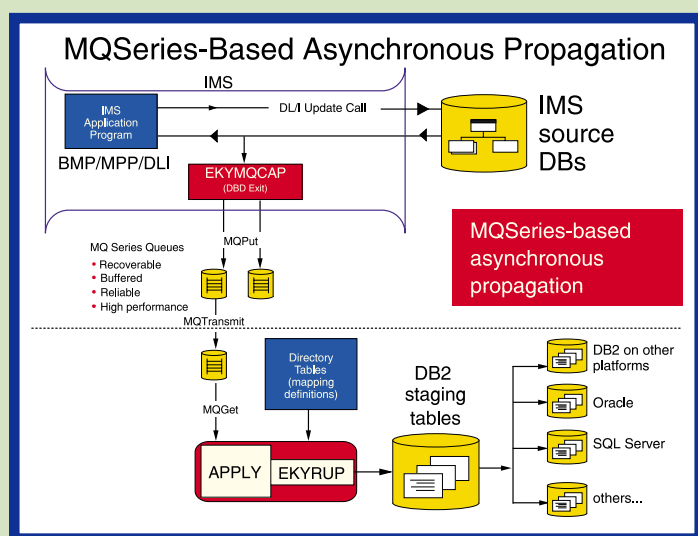 MQSeries-Based Asynchronous Propagation
IMS
IMS
Application
Program
DL/I Update Call
BMP/MPP/DLI
IMS
source
DBs
EKYMQCAP
(DBD Exit)
MQSeries-based
asynchronous
propagation
MQ Series Queues
• Recoverable
• Buffered
• Reliable
• High performance
MQPut
MQTransmit
MQGet
Directory
Tables
(mapping
definitions)
DB2
staging
tables
APPLY
EKYRUP
DB2 on other
platforms
Oracle
SQL Server
others...